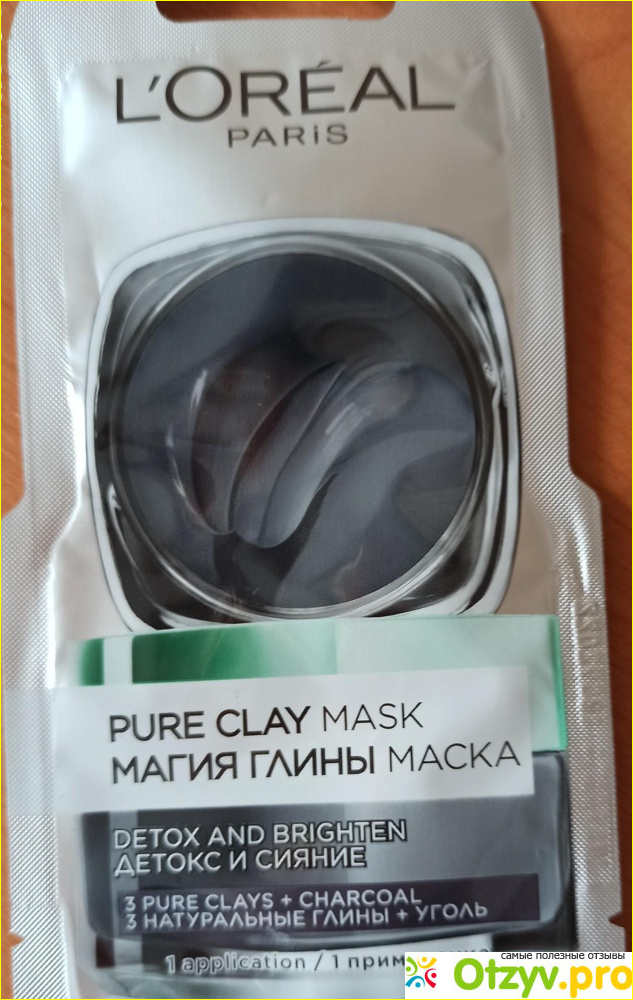 L'ORÉAL
PARiS
PURE CLAY MASK
МАГИЯ ГЛИНЫ МАСКА
DETOX AND BRIGHTEN
ДЕТОКС И СИЯНИЕ
3 PURE CLAYS + CHARCOAL
3 НАТУРАЛЬНЫЕ ГЛИНЫ + УГОЛЬ
1 application / 1
самые полезные отзывы
Otzyv.pro